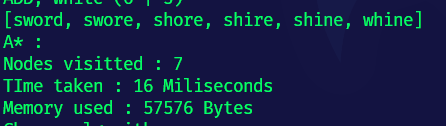 [sword, swore, shore, shire, shine, whine]
A* :
Nodes visitted : 7
TIme taken : 16 Miliseconds
Memory used : 57576 Bytes